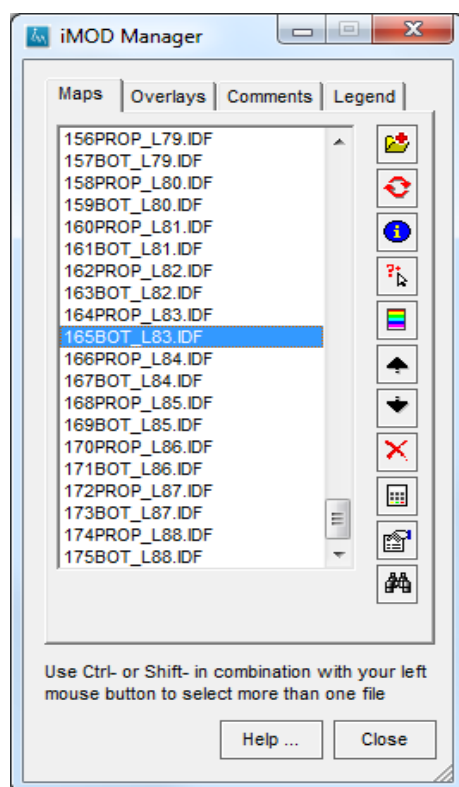 iMOD Manager
Maps Overlays Comments Legend
156PROP_L79.IDF
157BOT_L79.IDF
158PROP_L80.IDF
159BOT_L80.IDF
160PROP_L81.IDF
161BOT_L81.IDF
162PROP_L82.IDF
163BOT_L82.IDF
164PROP_L83.IDF
165BOT_L83.IDF
166PROP_L84.IDF
167BOT_L84.IDF
168PROP_L85.IDF
169BOT_L85.IDF
170PROP_L86.IDF
171BOT_L86.IDF
172PROP_L87.IDF
173BOT_L87.IDF
174PROP_L88.IDF
175BOT_L88.IDF
Use Ctrl- or Shift- in combination with your left
mouse button to select more than one file
Help ... Close